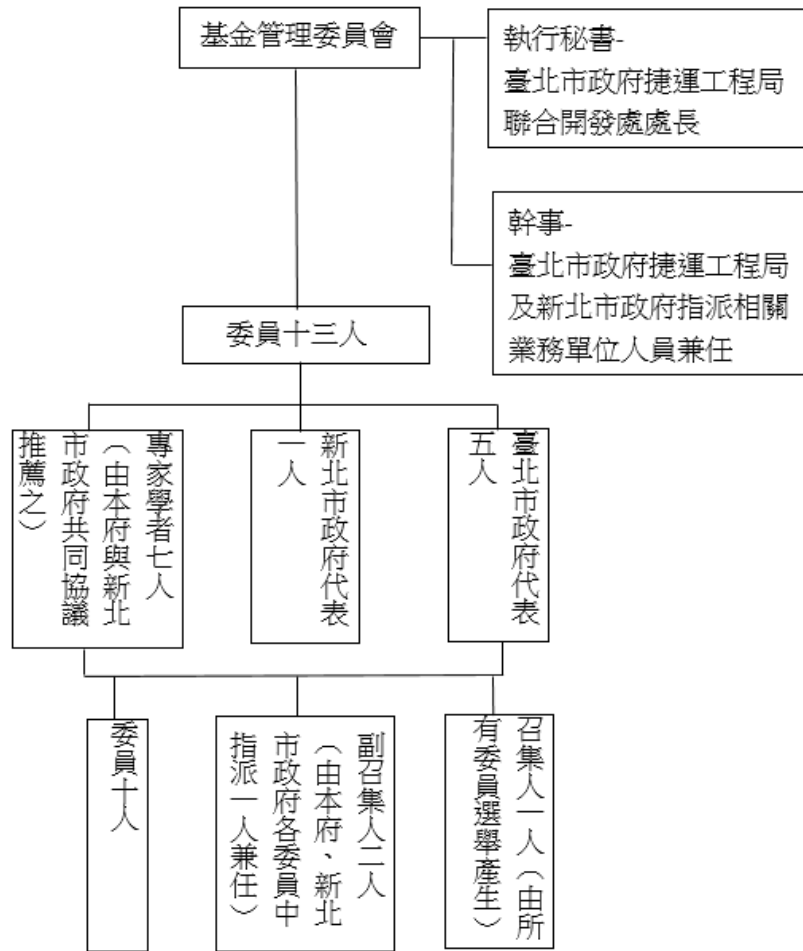 基金管理委員會
執行秘書-
臺北市政府捷運工程局
聯合開發處處長
幹事-
臺北市政府捷運工程局
及新北市政府指派相關
業務單位人員兼任
委員十三人
專家學者七人
（由本府與新北
市政府共同協議
推薦之）
新北市政府代表
一人
臺北市政府代表
五人
委員十人
副召集人二人
（由本府、新北
市政府各委員中
指派一人兼任）
召集人一人（由所
有委員選舉產生）